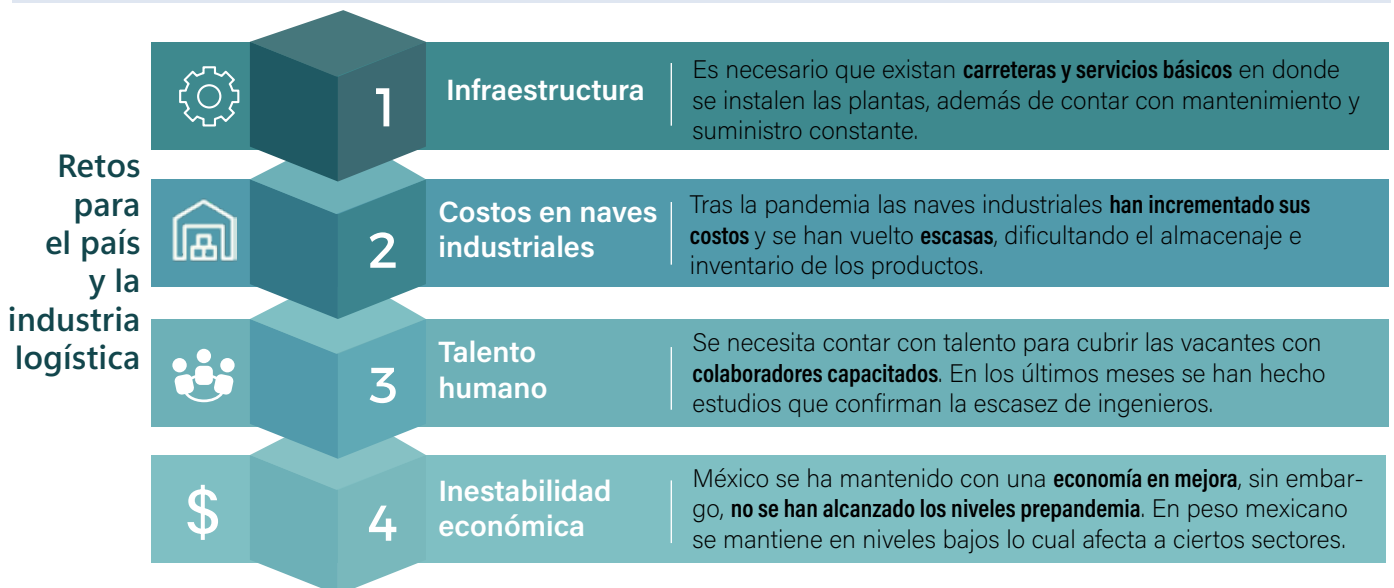 Retos
para
el país
y la
industria
logística
1
Infraestructura
Es necesario que existan carreteras y servicios básicos en donde
se instalen las plantas, además de contar con mantenimiento y
suministro constante.
2
Costos en naves
industriales
Tras la pandemia las naves industriales han incrementado sus
costos y se han vuelto escasas, dificultando el almacenaje e
inventario de los productos.
3
Talento
humano
Se necesita contar con talento para cubrir las vacantes con
colaboradores capacitados. En los últimos meses se han hecho
estudios que confirman la escasez de ingenieros.
$
4
Inestabilidad
económica
México se ha mantenido con una economía en mejora, sin embar-
go, no se han alcanzado los niveles prepandemia. En peso mexicano
se mantiene en niveles bajos lo cual afecta a ciertos sectores.